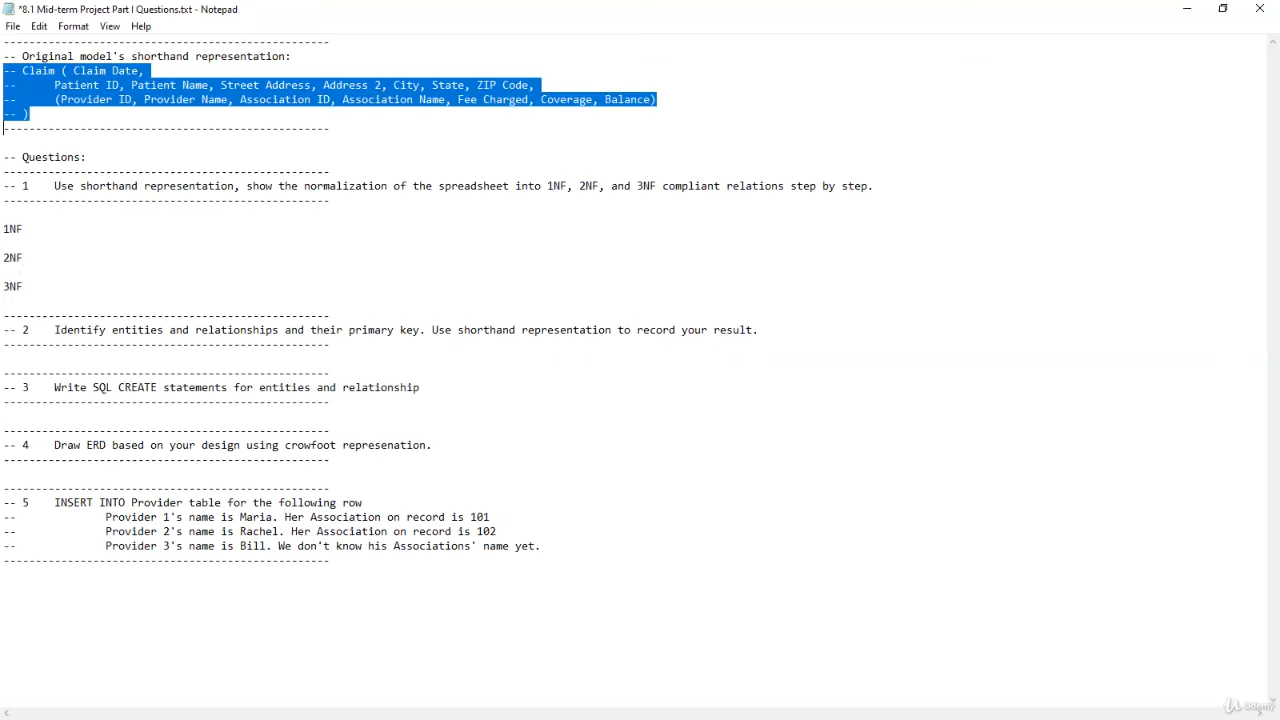 *8.1 Mid-term Project Part I Questions.txt - Notepad
File Edit Format View Help
---------------------------------------------------
-- Original model's shorthand representation:
-- Claim ( Claim Date,
-- Patient ID, Patient Name, Street Address, Address 2, City, State, ZIP Code,
-- (Provider ID, Provider Name, Association ID, Association Name, Fee Charged, Coverage, Balance)
-- )
---------------------------------------------------
-- Questions:
---------------------------------------------------
-- 1 Use shorthand representation, show the normalization of the spreadsheet into 1NF, 2NF, and 3NF compliant relations step by step.
---------------------------------------------------
1NF
2NF
3NF
---------------------------------------------------
-- 2 Identify entities and relationships and their primary key. Use shorthand representation to record your result.
---------------------------------------------------
---------------------------------------------------
-- 3 Write SQL CREATE statements for entities and relationship
---------------------------------------------------
---------------------------------------------------
-- 4 Draw ERD based on your design using crowfoot represenation.
---------------------------------------------------
---------------------------------------------------
-- 5 INSERT INTO Provider table for the following row
-- Provider 1's name is Maria. Her Association on record is 101
-- Provider 2's name is Rachel. Her Association on record is 102
-- Provider 3's name is Bill. We don't know his Associations' name yet.
---------------------------------------------------
Udemy